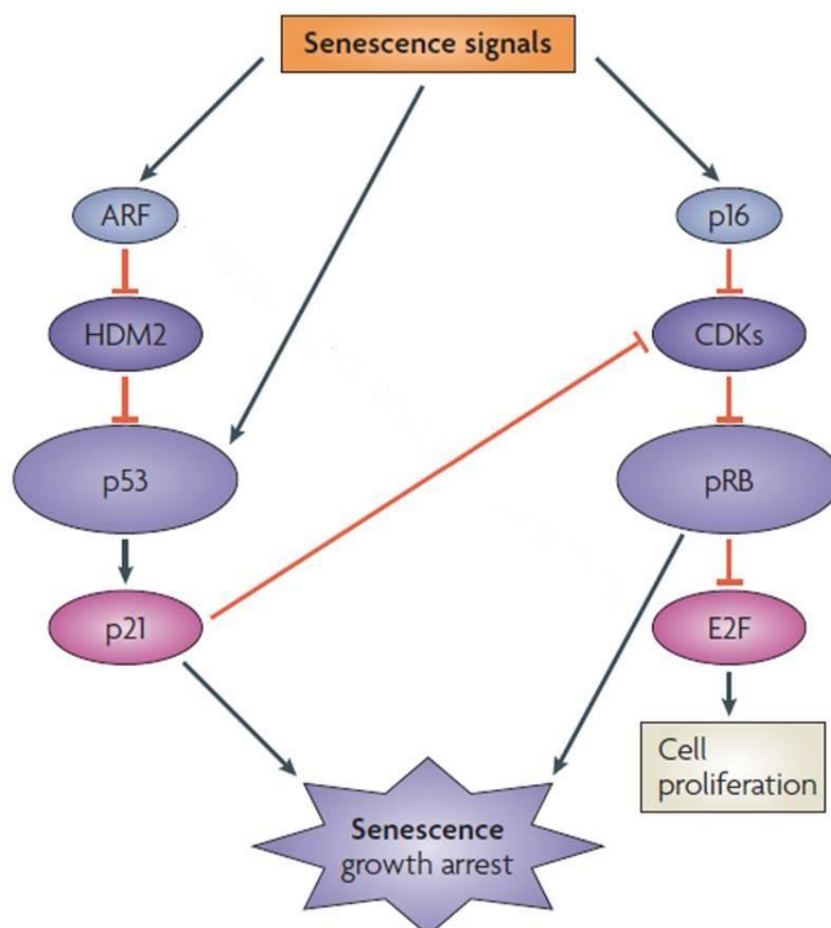 Senescence signals
ARF
p16
HDM2
CDKs
p53
pRB
p21
E2F
Cell
proliferation
Senescence
growth arrest